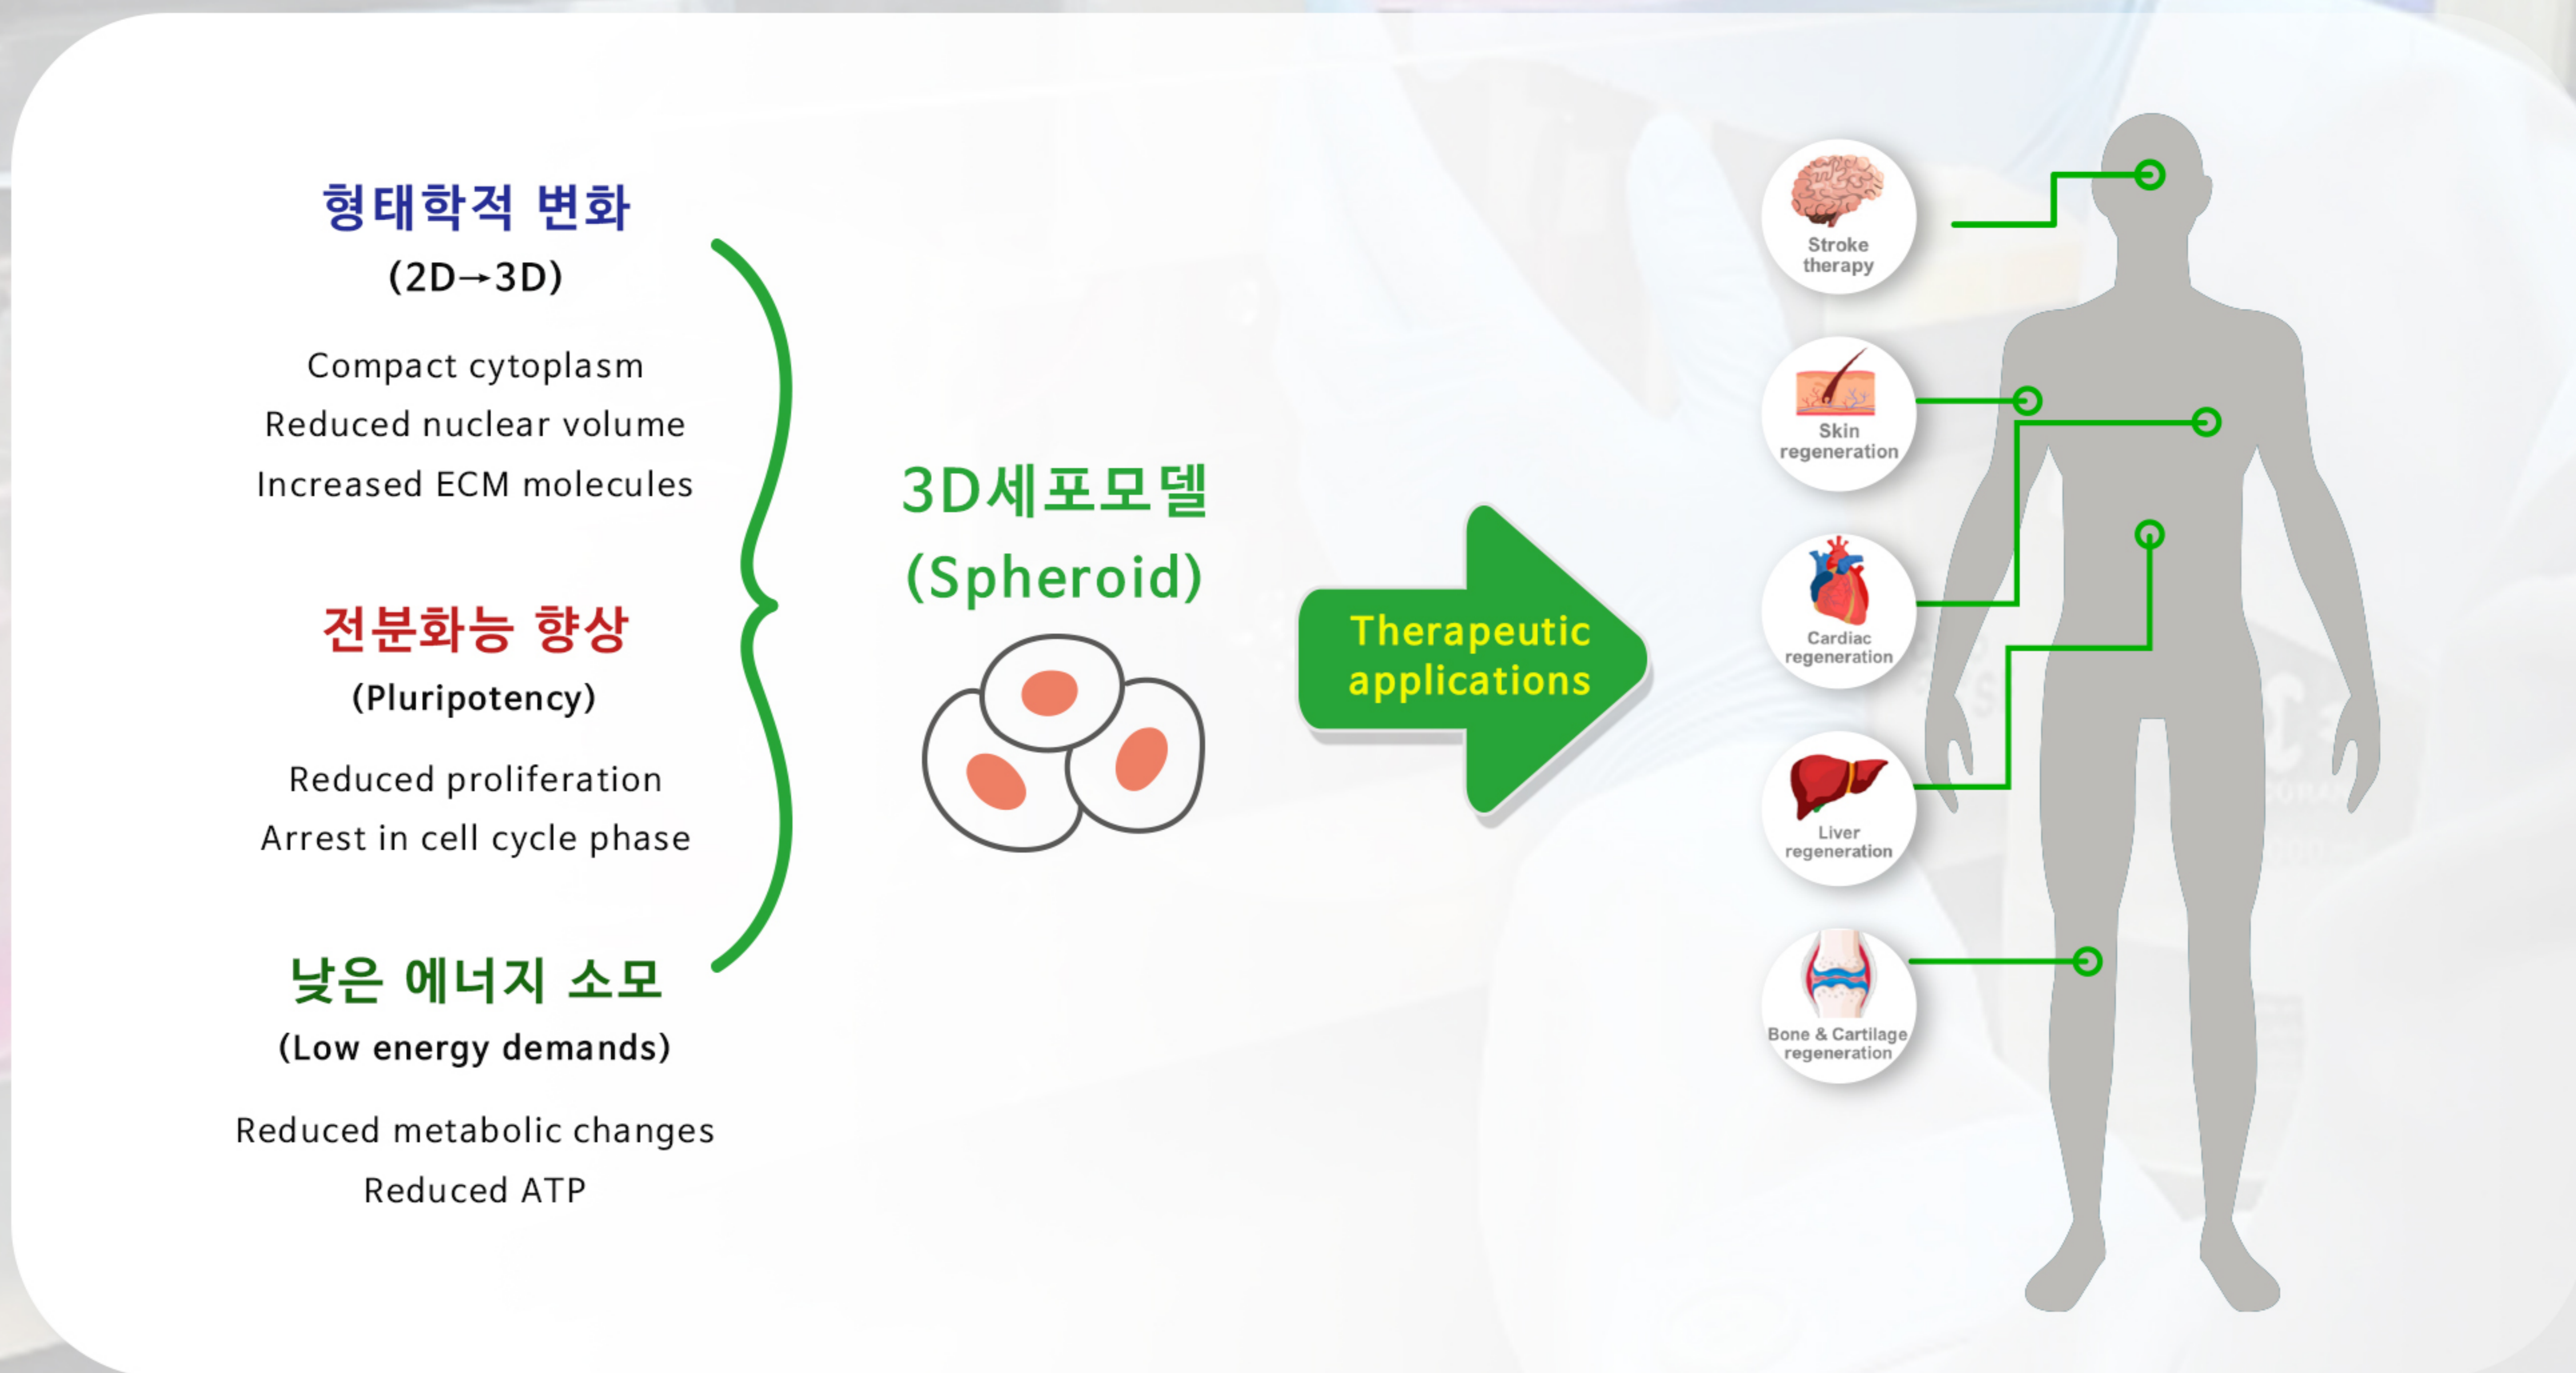 형태학적 변화
(2D→3D)
Compact cytoplasm
Reduced nuclear volume
Increased ECM molecules
전분화능 향상
(Pluripotency)
Reduced proliferation
Arrest in cell cycle phase
낮은 에너지 소모
(Low energy demands)
Reduced metabolic changes
Reduced ATP
3D세포모델
(Spheroid)
Therapeutic
applications
Stroke
therapy
Skin
regeneration
Cardiac
regeneration
Liver
regeneration
Bone & Cartilage
regeneration